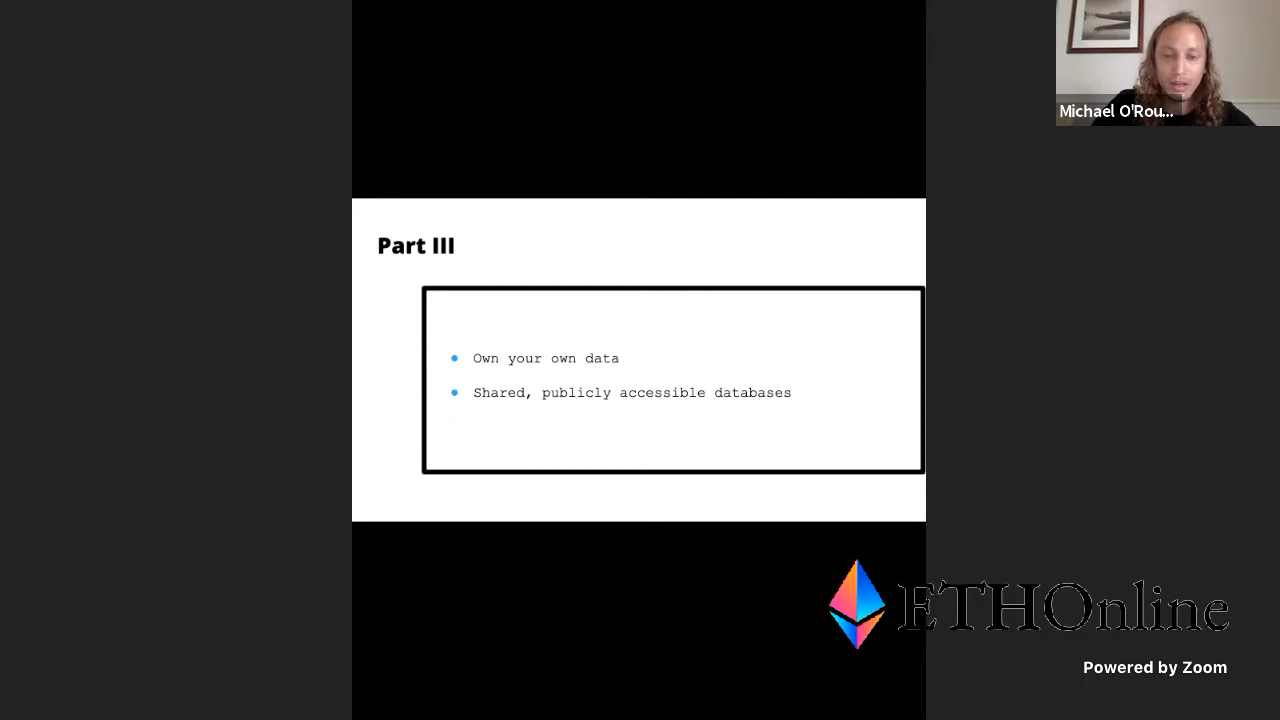 Michael O'Rou...
Part III
Own your own data
Shared, publicly accessible databases
ETHOnline
Powered by Zoom